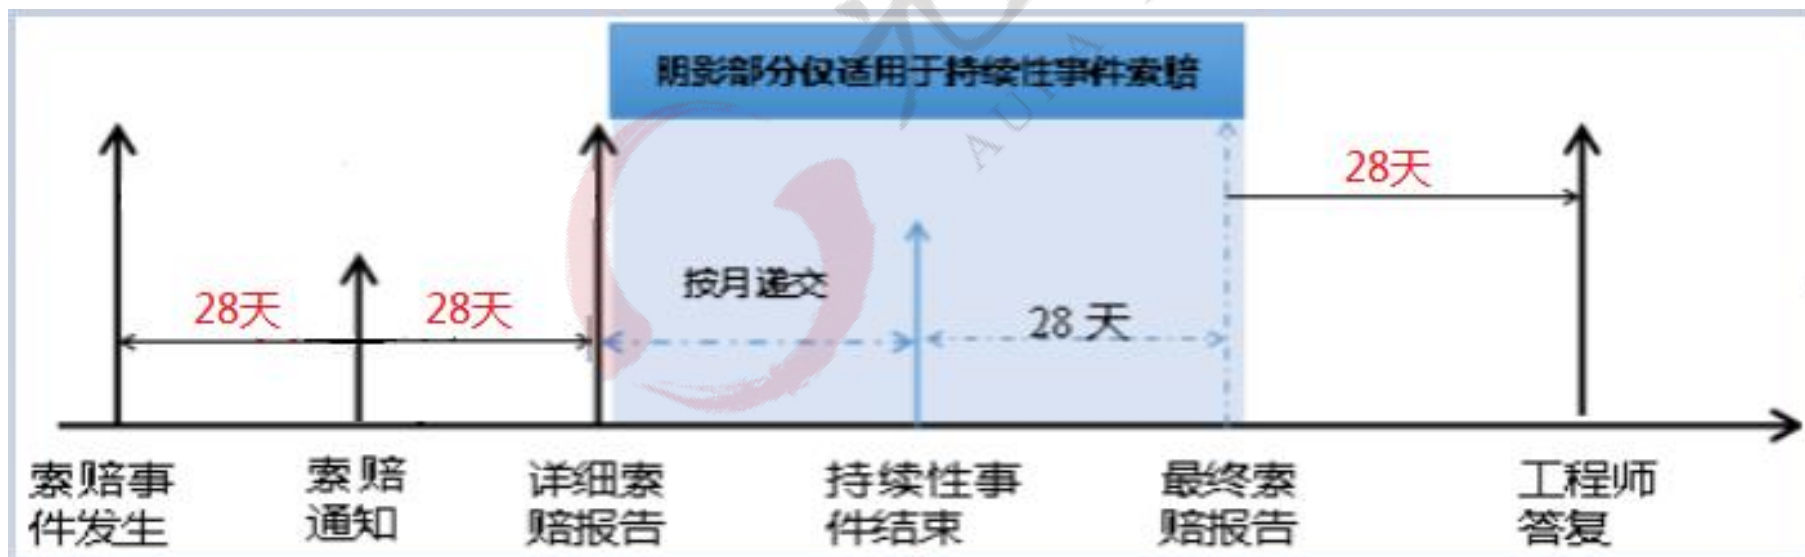 阴影部分仅适用于持续性事件索赔
AUPA
28天
28天
28天
按月递交
28 天
索赔事
件发生
索赔
通知
详细索
赔报告
持续性事
件结束
最终索
赔报告
工程师
答复